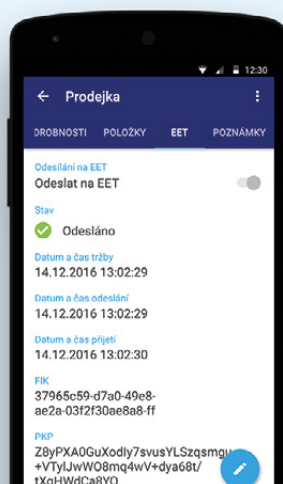 12:30
Prodejka
DROBNOSTI POLOŽKY EET POZNÁMKY
Odesílání na EET
Odeslat na EET
Stav
Odesláno
Datum a čas tržby
14.12.2016 13:02:29
Datum a čas odeslání
14.12.2016 13:02:29
Datum a čas přijetí
14.12.2016 13:02:30
FIK
37965c59-d7a0-49e8-
ae2a-03f2f30ae8a8-ff
PKP
Z8yPXA0GuXodly7svusYLSzqsmgu
+VTylJwWO8mq4wV+dya68t/
tXgHWdCa8YO